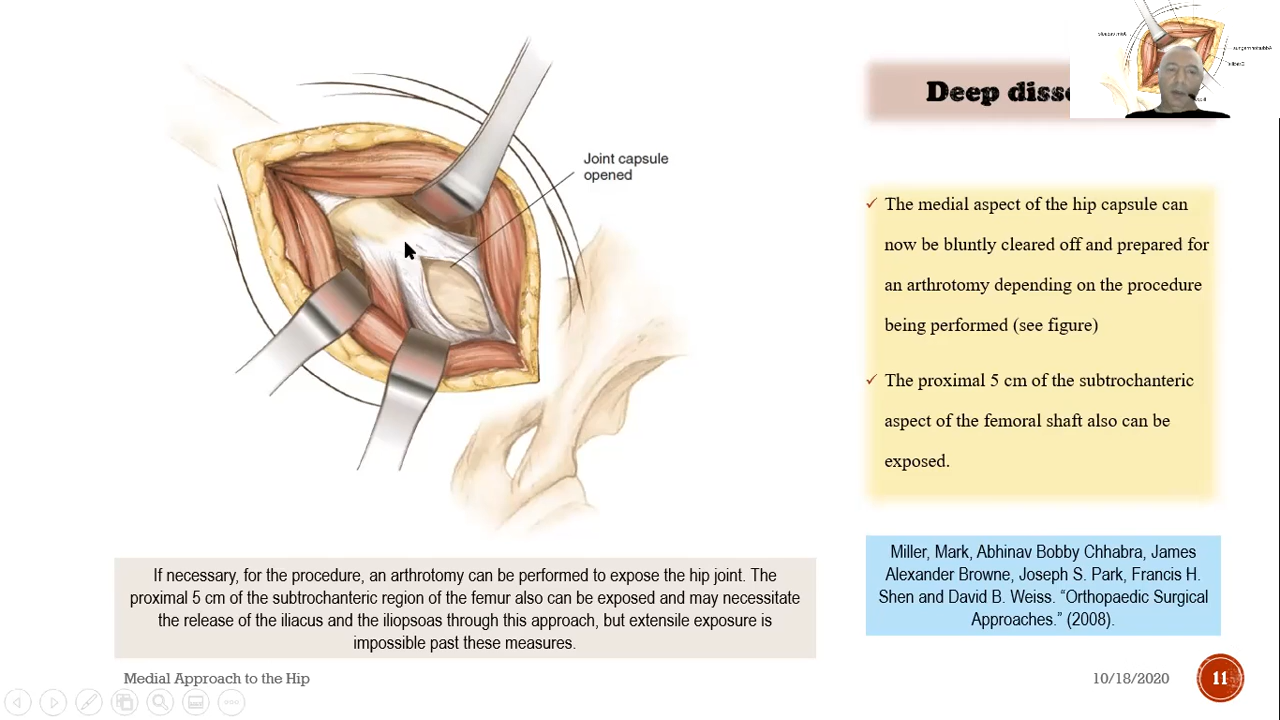 Deep
Joint capsule
opened
The medial aspect of the hip capsule can
now be bluntly cleared off and prepared for
an arthrotomy depending on the procedure
being performed (see figure)
The proximal 5 cm of the subtrochanteric
aspect of the femoral shaft also can be
exposed.
If necessary, for the procedure, an arthrotomy can be performed to expose the hip joint. The
proximal 5 cm of the subtrochanteric region of the femur also can be exposed and may necessitate
the release of the iliacus and the iliopsoas through this approach, but extensile exposure is
impossible past these measures.
Miller, Mark, Abhinav Bobby Chhabra, James
Alexander Browne, Joseph S. Park, Francis H.
Shen and David B. Weiss. “Orthopaedic Surgical
Approaches.” (2008).
Medial Approach to the Hip
10/18/2020
11